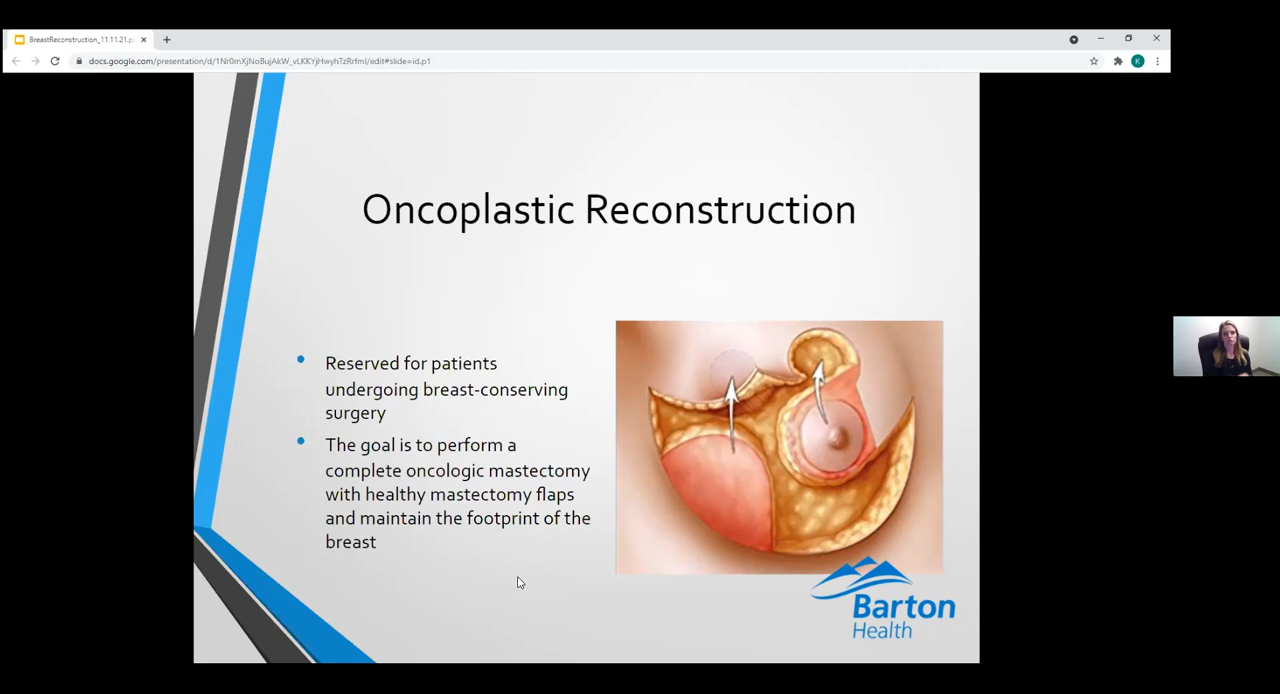 BreastReconstruction_11.11.21.p
docs.google.com/presentation/d/1Nr0mXjNoBujAkW_vLKKYjHwyhTzRrfml/edit#slide=id.p1
K
Oncoplastic Reconstruction
• Reserved for patients
undergoing breast-conserving
surgery
• The goal is to perform a
complete oncologic mastectomy
with healthy mastectomy flaps
and maintain the footprint of the
breast
Barton
Health